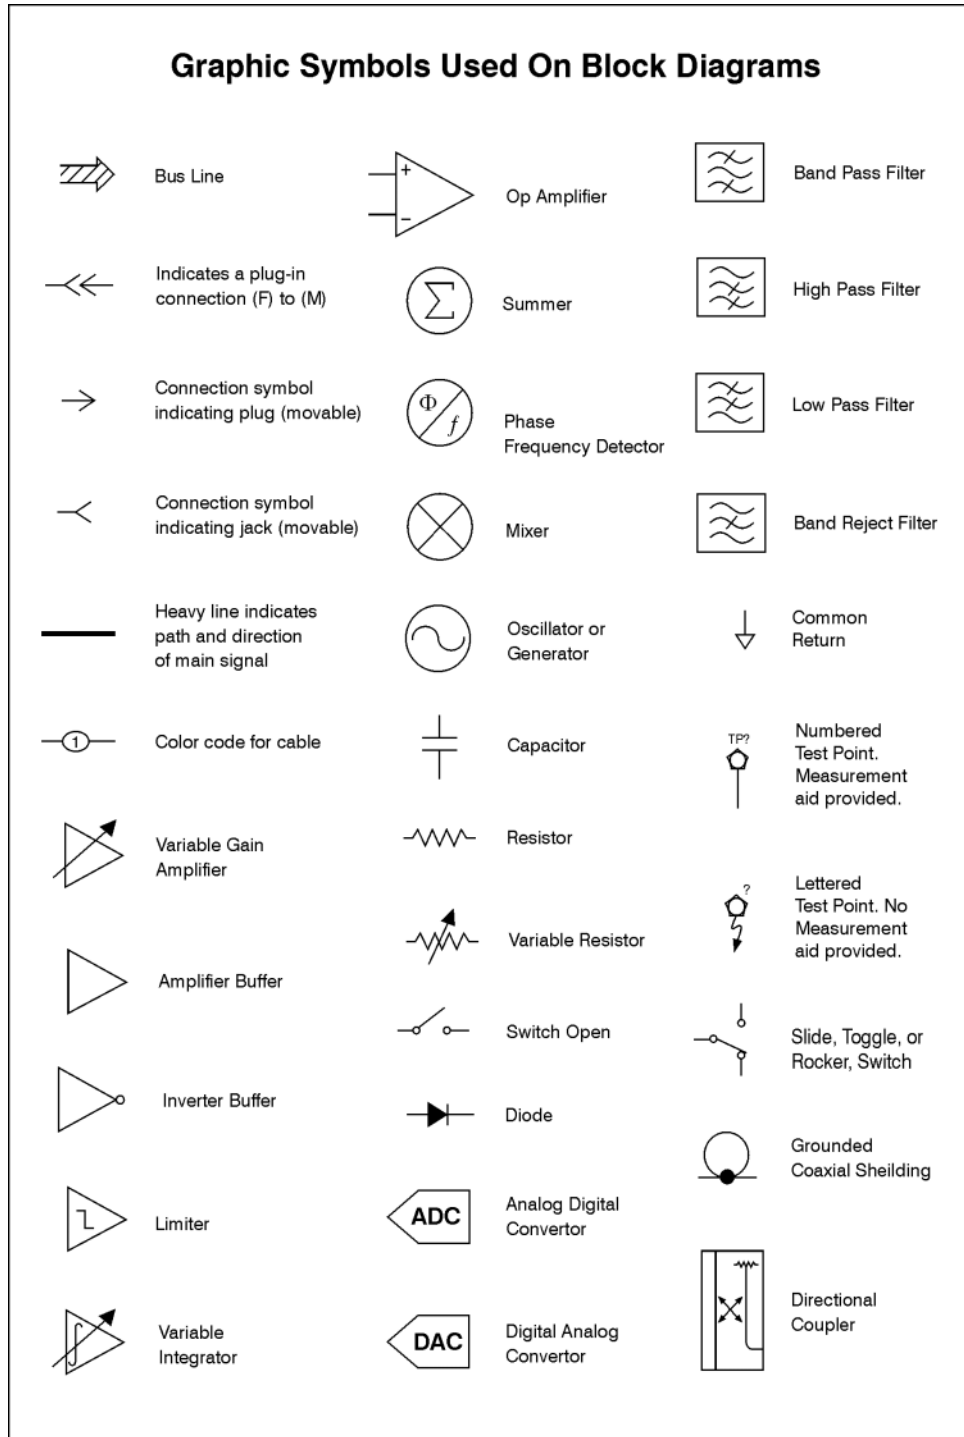 Graphic Symbols Used On Block Diagrams
Bus Line
Indicates a plug-in
connection (F) to (M)
Connection symbol
indicating plug (movable)
Connection symbol
indicating jack (movable)
Heavy line indicates
path and direction
of main signal
1
Color code for cable
Variable Gain
Amplifier
Amplifier Buffer
Inverter Buffer
Limiter
∫
Variable
Integrator
+
−
Op Amplifier
Σ
Summer
Φ
f
Phase
Frequency Detector
Mixer
Oscillator or
Generator
Capacitor
Resistor
Variable Resistor
Switch Open
Diode
ADC
Analog Digital
Convertor
DAC
Digital Analog
Convertor
Band Pass Filter
High Pass Filter
Low Pass Filter
Band Reject Filter
Common
Return
TP?
Numbered
Test Point.
Measurement
aid provided.
?
Lettered
Test Point. No
Measurement
aid provided.
Slide, Toggle, or
Rocker, Switch
Grounded
Coaxial Sheilding
Directional
Coupler